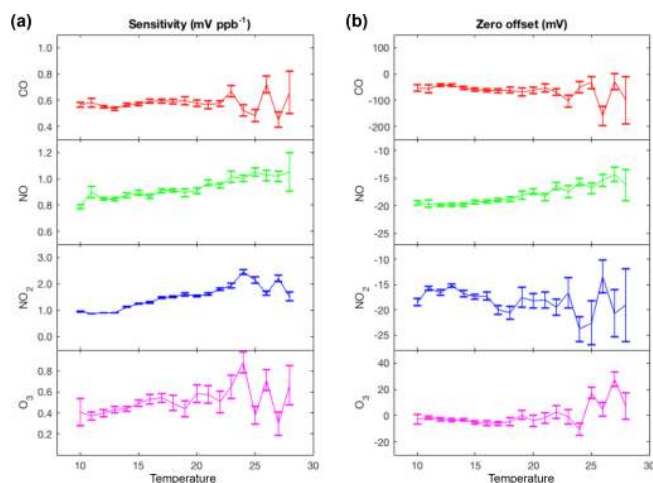 (a) Sensitivity (mV ppb⁻¹)
1.0
0.8
0.6
0.4
CO
1.2
1.0
0.8
0.6
NO
3.0
2.0
1.0
0.0
NO₂
0.8
0.6
0.4
0.2
O₃
10 15 20 25 30
Temperature
(b) Zero offset (mV)
100
0
-100
-200
CO
-10
-15
-20
-25
NO
-10
-15
-20
-25
NO₂
40
20
0
-20
O₃
10 15 20 25 30
Temperature